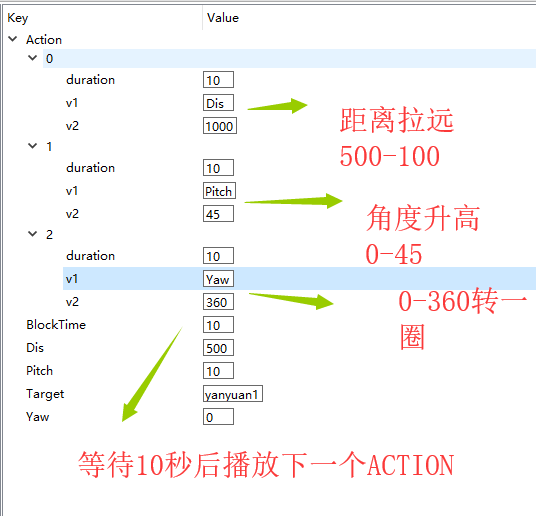 Key Value
Action
0
duration 10
v1 Dis
v2 1000
距离拉远
500-100
1
duration 10
v1 Pitch
v2 45
角度升高
0-45
2
duration 10
v1 Yaw
v2 360
0-360转一
圈
BlockTime 10
Dis 500
Pitch 10
Target yanyuan1
Yaw 0
等待10秒后播放下一个ACTION